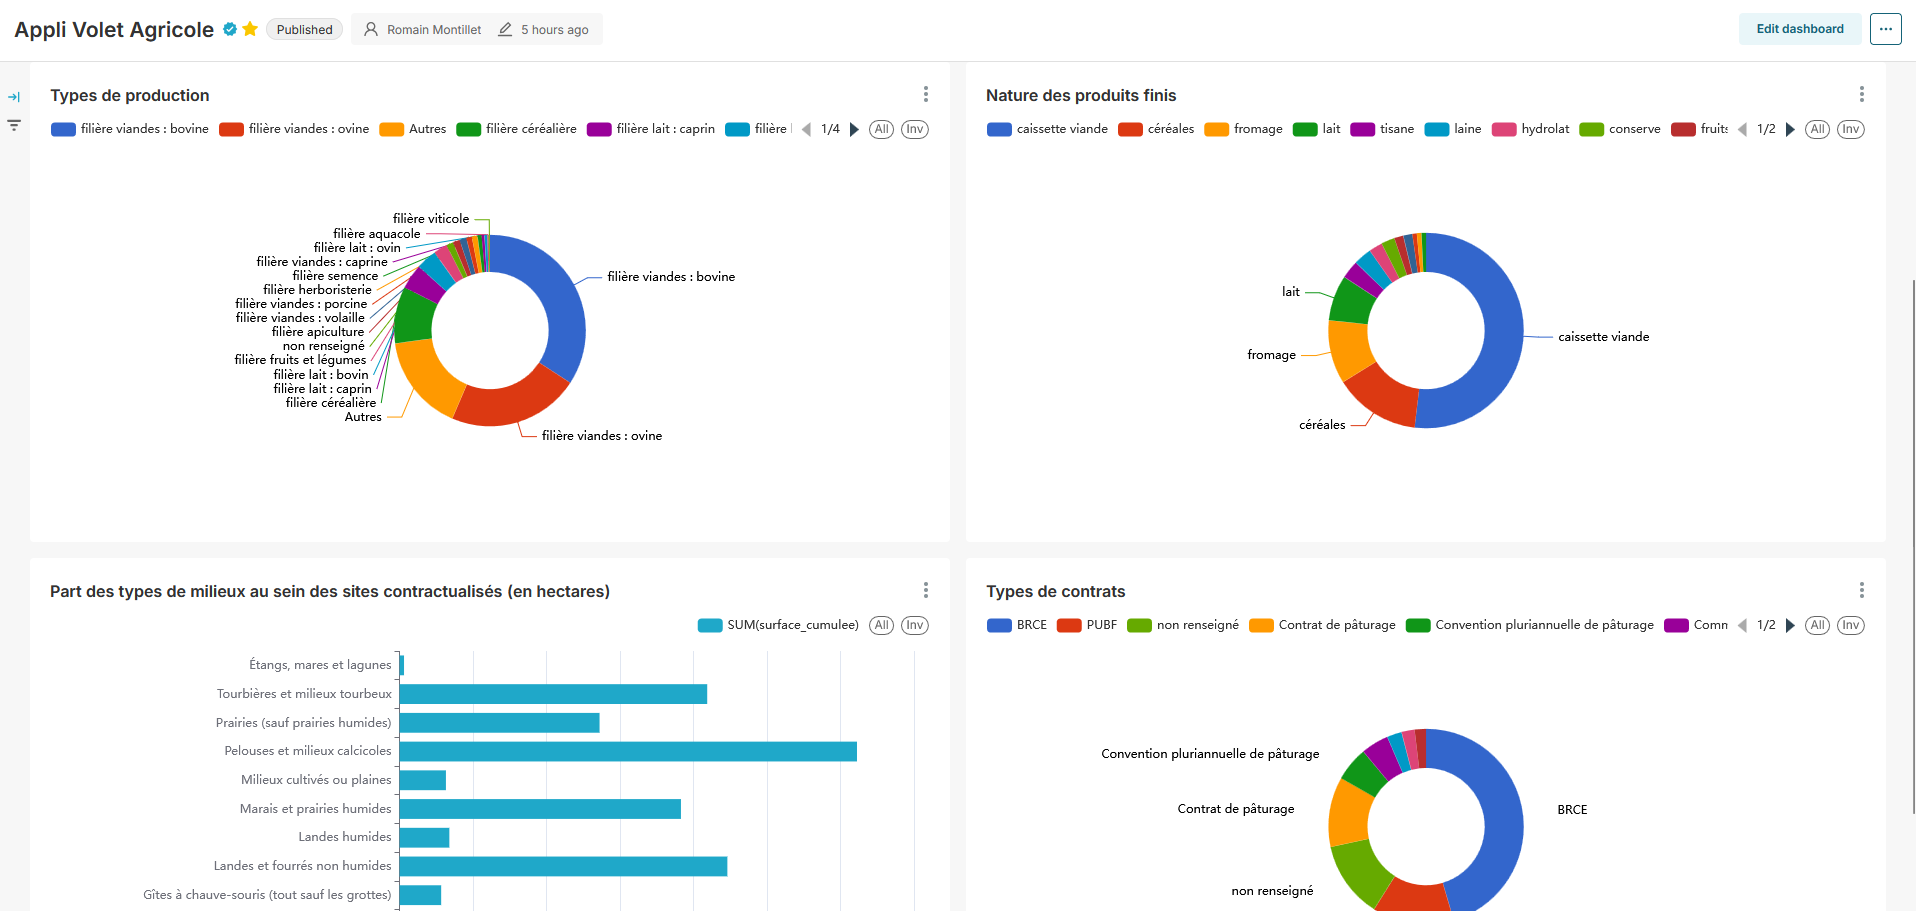 Appli Volet Agricole
Published
Romain Montillet
5 hours ago
Edit dashboard
Types de production
filière viandes : bovine
filière viandes : ovine
Autres
filière céréalière
filière lait : caprin
filière
1/4
All
Inv
filière viticole
filière aquacole
filière lait : ovin
filière viandes : caprine
filière semence
filière herboristerie
filière viandes : porcine
filière viandes : volaille
filière apiculture
non renseigné
filière fruits et légumes
filière lait : bovin
filière lait : caprin
filière céréalière
Autres
filière viandes : bovine
filière viandes : ovine
Nature des produits finis
caissette viande
céréales
fromage
lait
tisane
laine
hydrolat
conserve
fruits
1/2
All
Inv
lait
fromage
céréales
caissette viande
Part des types de milieux au sein des sites contractualisés (en hectares)
SUM(surface_cumulee)
All
Inv
Étangs, mares et lagunes
Tourbières et milieux tourbeux
Prairies (sauf prairies humides)
Pelouses et milieux calcicoles
Milieux cultivés ou plaines
Marais et prairies humides
Landes humides
Landes et fourrés non humides
Gîtes à chauve-souris (tout sauf les grottes)
Types de contrats
BRCE
PUBF
non renseigné
Contrat de pâturage
Convention pluriannuelle de pâturage
Comm
1/2
All
Inv
Convention pluriannuelle de pâturage
Contrat de pâturage
BRCE
non renseigné